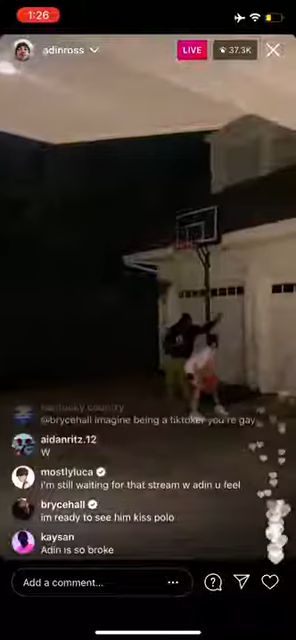 1:26
adinross
LIVE
37.3K
kentucky.country
@brycehall imagine being a tiktoker you're gay
aidanritz.12
W
mostlyluca
i'm still waiting for that stream w adin u feel
brycehall
im ready to see him kiss polo
kaysan
Adin is so broke
Add a comment...